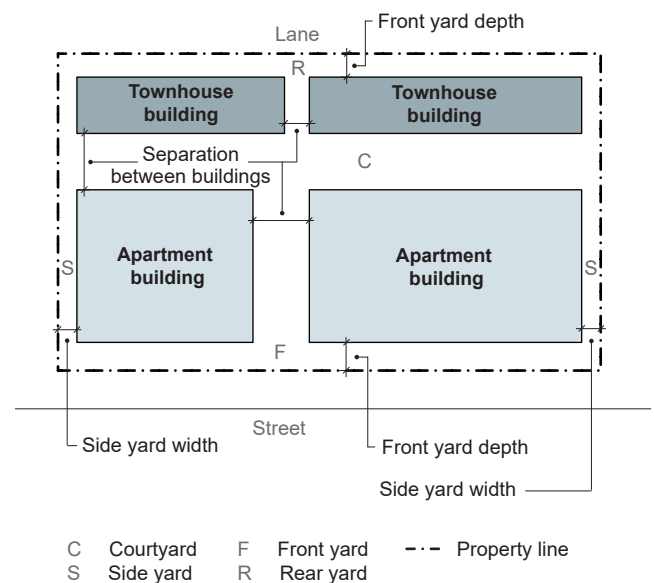 Front yard depth
Lane
R
Townhouse
building
Townhouse
building
Separation
between buildings
C
Apartment
building
Apartment
building
S
S
F
Street
Side yard width
Front yard depth
Side yard width
C Courtyard F Front yard Property line
S Side yard R Rear yard